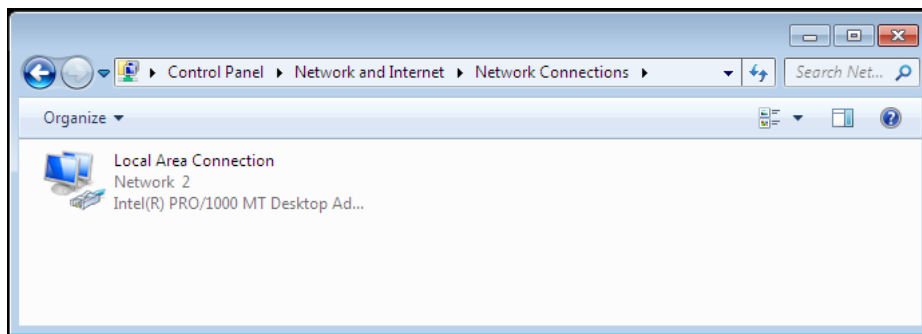 Control Panel Network and Internet Network Connections Search Net...
Organize
Local Area Connection
Network 2
Intel(R) PRO/1000 MT Desktop Ad...